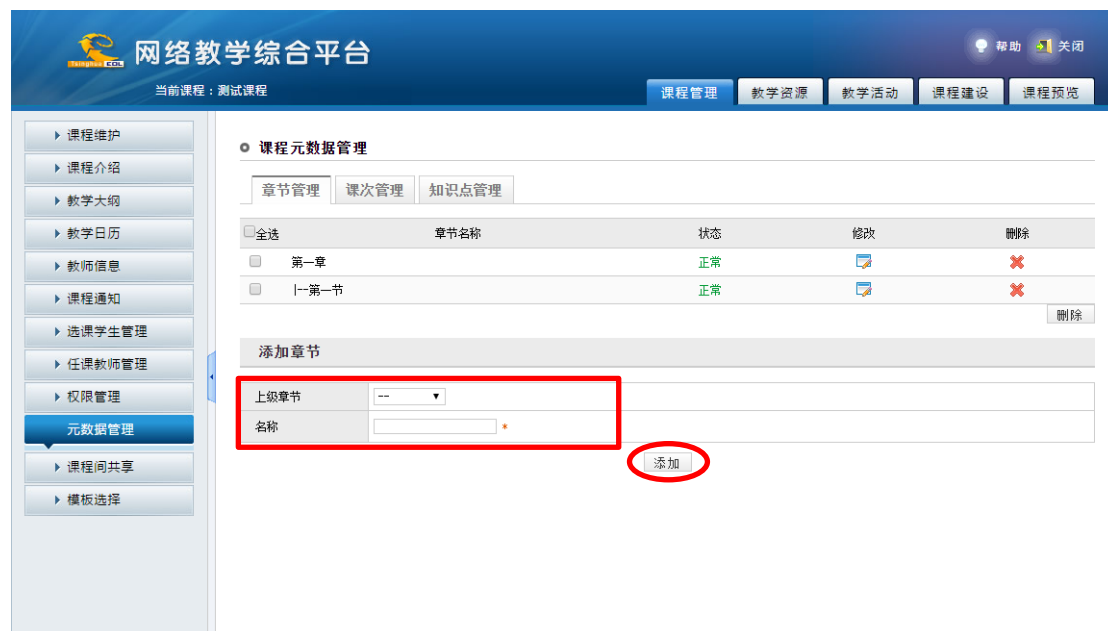 Tsinghua EOL 网络教学综合平台
帮助 关闭
当前课程：测试课程
课程管理 教学资源 教学活动 课程建设 课程预览
课程维护
课程介绍
教学大纲
教学日历
教师信息
课程通知
选课学生管理
任课教师管理
权限管理
元数据管理
课程间共享
模板选择
课程元数据管理
章节管理 课次管理 知识点管理
全选 章节名称 状态 修改 删除
第一章 正常
|--第一节 正常
删除
添加章节
上级章节 --
名称 *
添加